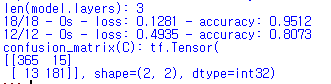 len(model.layers): 3
18/18 - 0s - loss: 0.1281 - accuracy: 0.9512
12/12 - 0s - loss: 0.4935 - accuracy: 0.8073
confusion_matrix(C): tf.Tensor(
[[365  15]
 [ 13 181]], shape=(2, 2), dtype=int32)